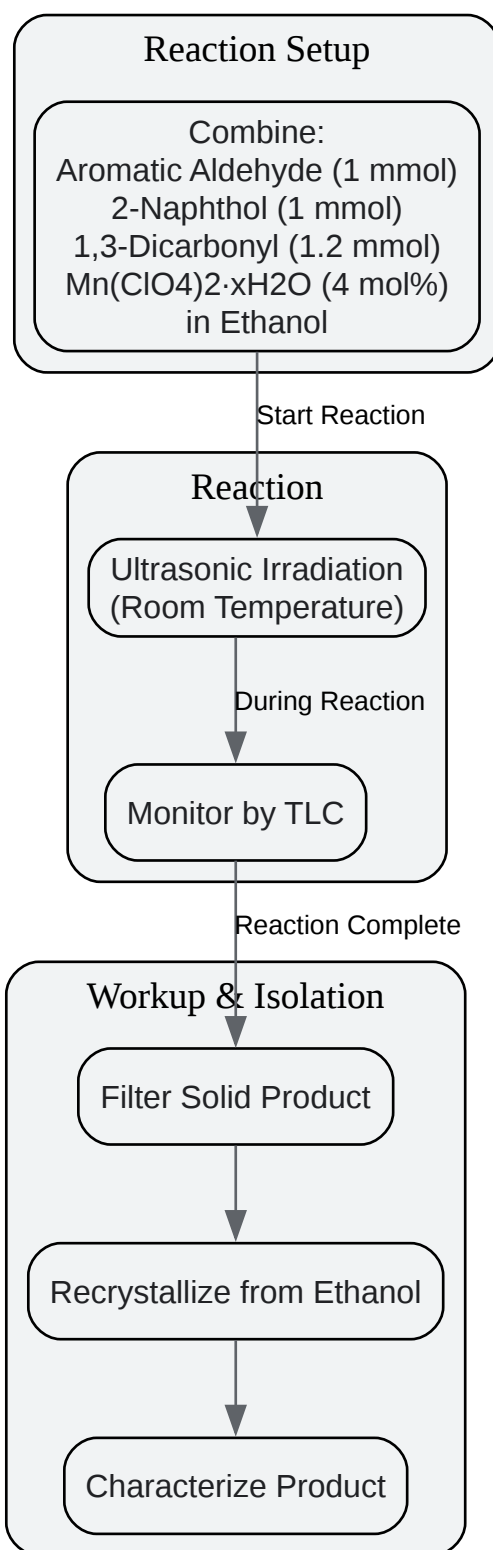 Reaction Setup
Combine:
Aromatic Aldehyde (1 mmol)
2-Naphthol (1 mmol)
1,3-Dicarbonyl (1.2 mmol)
Mn(ClO4)2·xH2O (4 mol%)
in Ethanol
Start Reaction
Reaction
Ultrasonic Irradiation
(Room Temperature)
During Reaction
Monitor by TLC
Reaction Complete
Workup & Isolation
Filter Solid Product
Recrystallize from Ethanol
Characterize Product